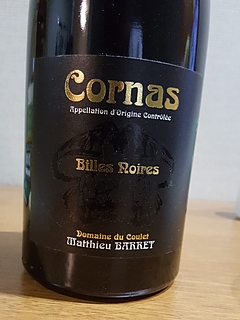 Cornas
Appellation d'Origine Contrôlée
Billes Noires
Domaine du Coulet
Matthieu BARRET